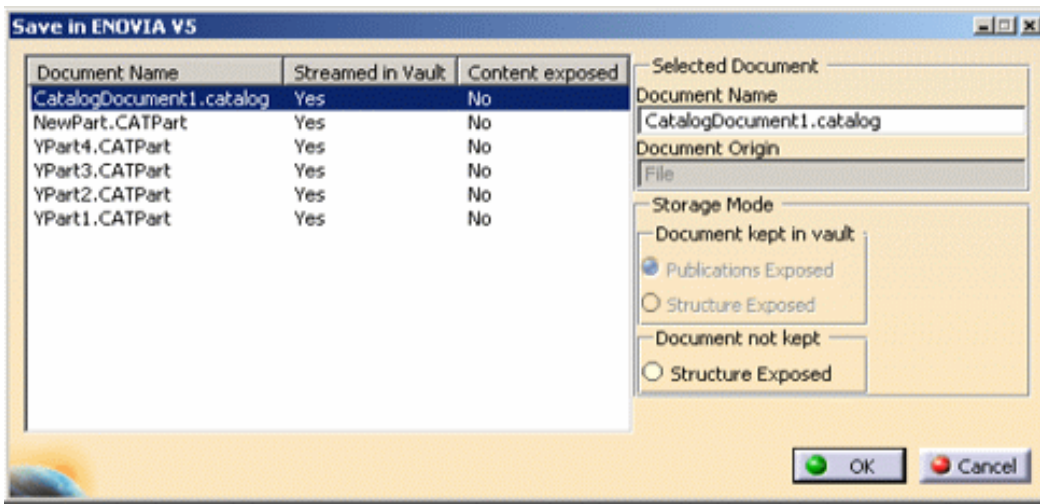 Save in ENOVIA V5
Document Name Streamed in Vault Content exposed
CatalogDocument1.catalog Yes No
NewPart.CATPart Yes No
YPart4.CATPart Yes No
YPart3.CATPart Yes No
YPart2.CATPart Yes No
YPart1.CATPart Yes No
Selected Document
Document Name
CatalogDocument1.catalog
Document Origin
File
Storage Mode
Document kept in vault
Publications Exposed
Structure Exposed
Document not kept
Structure Exposed
OK Cancel